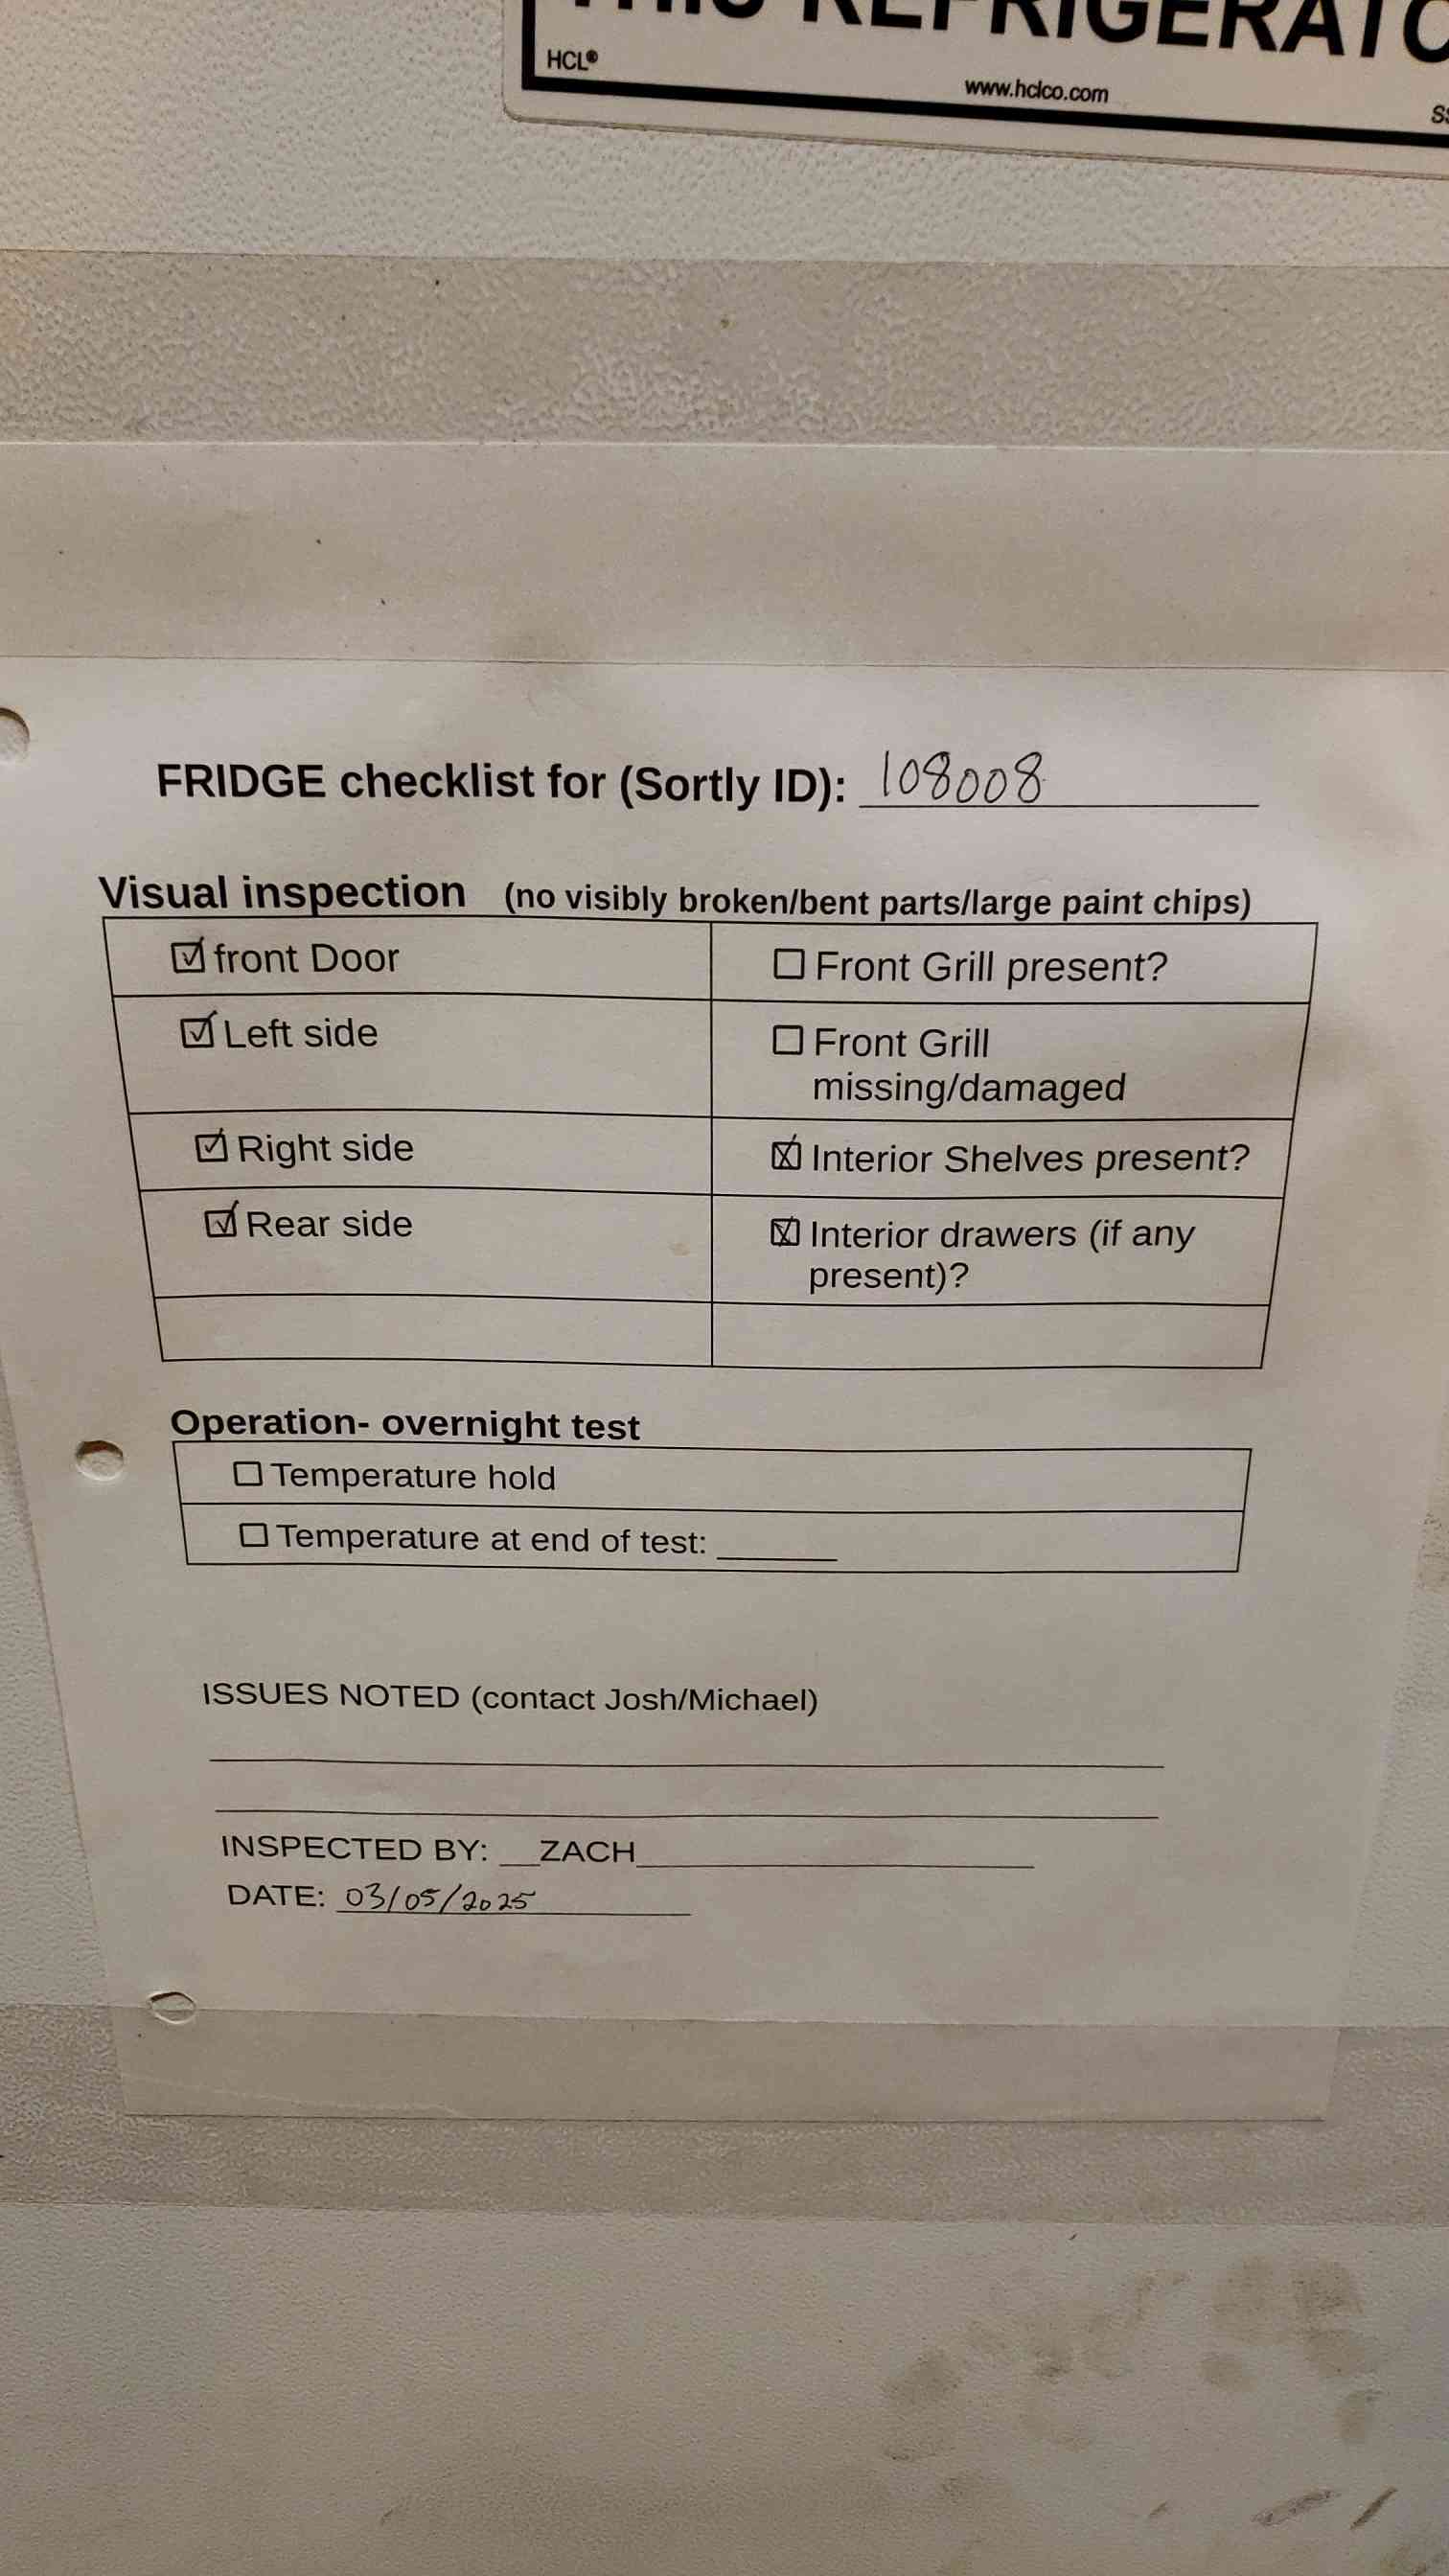 THIS REFRIGERATO
HCL®
www.hclco.com
FRIDGE checklist for (Sortly ID): 108008
Visual inspection (no visibly broken/bent parts/large paint chips)
☑ front Door
☐ Front Grill present?
☑ Left side
☐ Front Grill
missing/damaged
☑ Right side
☒ Interior Shelves present?
☑ Rear side
☒ Interior drawers (if any
present)?
Operation- overnight test
☐ Temperature hold
☐ Temperature at end of test: ______
ISSUES NOTED (contact Josh/Michael)
INSPECTED BY: __ZACH__________________
DATE: 03/05/2025